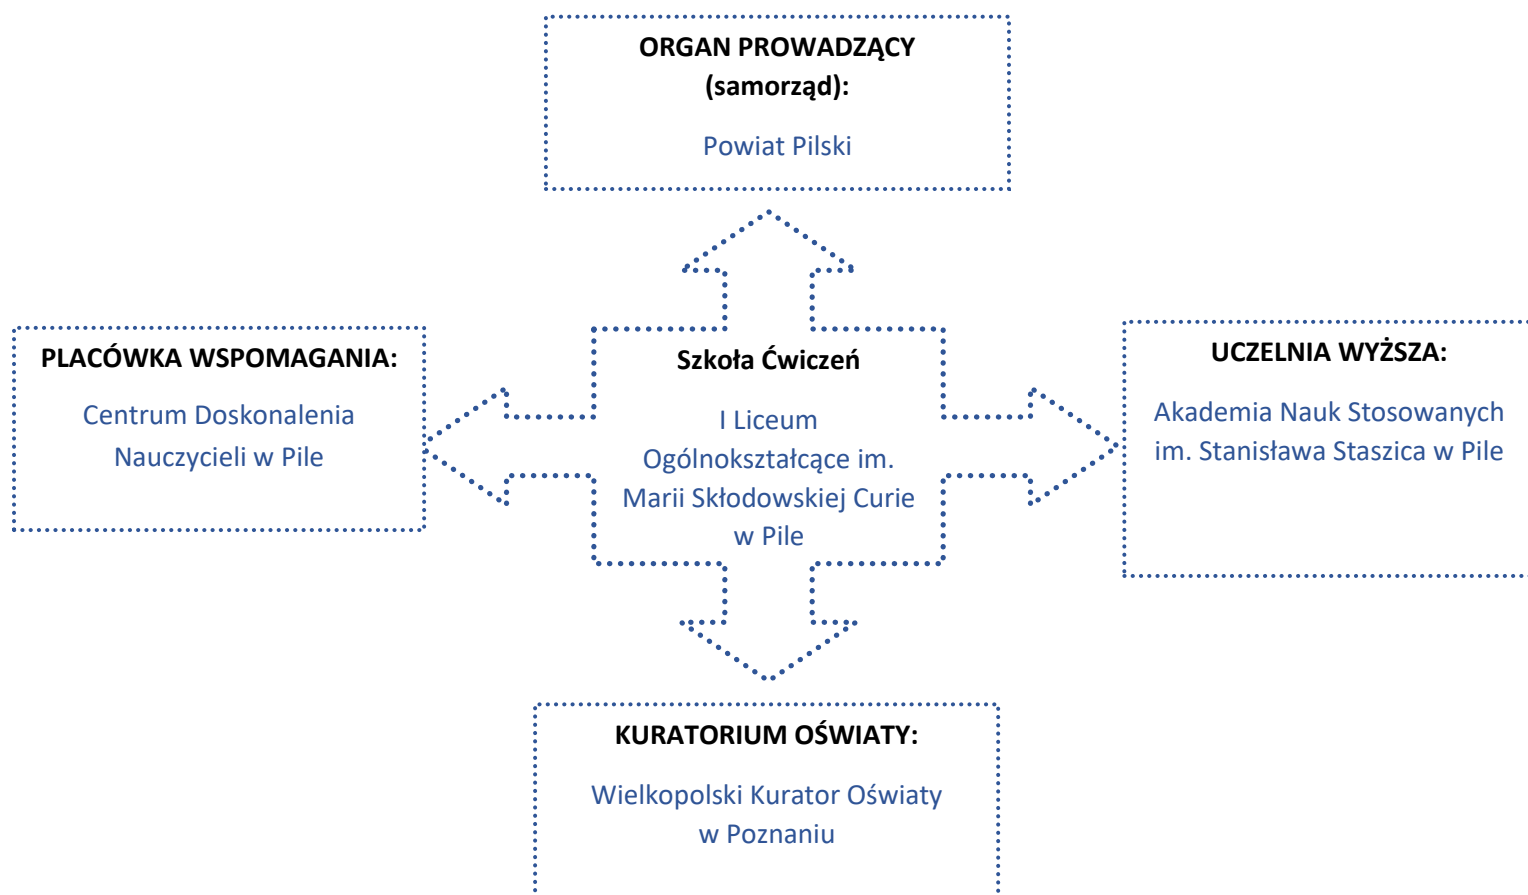 ORGAN PROWADZĄCY
(samorząd):
Powiat Pilski
PLACÓWKA WSPOMAGANIA:
Centrum Doskonalenia
Nauczycieli w Pile
Szkoła Ćwiczeń
I Liceum
Ogólnokształcące im.
Marii Skłodowskiej Curie
w Pile
UCZELNIA WYŻSZA:
Akademia Nauk Stosowanych
im. Stanisława Staszica w Pile
KURATORIUM OŚWIATY:
Wielkopolski Kurator Oświaty
w Poznaniu